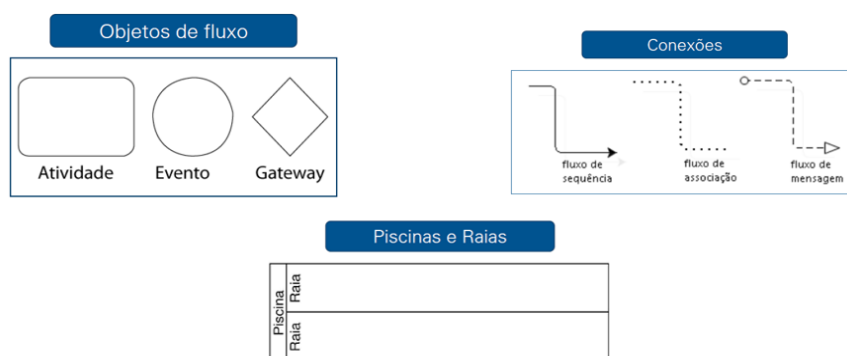 Objetos de fluxo
Atividade Evento Gateway
Conexões
fluxo de sequência
fluxo de associação
fluxo de mensagem
Piscinas e Raias
Piscina
Raia
Raia